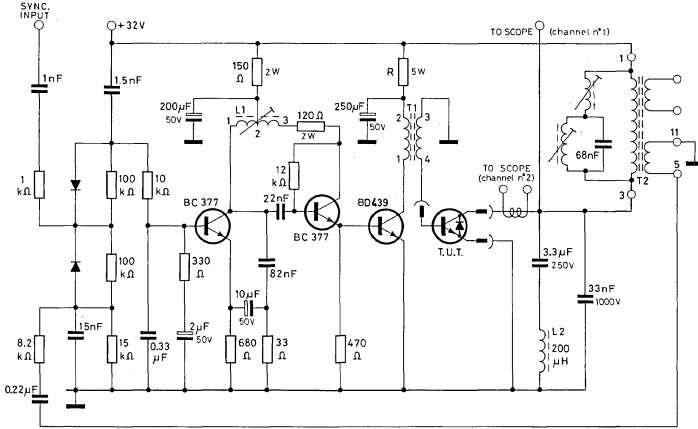 SYNC.
INPUT
+32V
TO SCOPE (channel n°1)
1nF
1.5nF
150
Ω
2W
R
5W
1
200µF
50V
L1
1
2
3
120Ω
2W
250µF
50V
T1
2
3
1
4
68nF
11
5
T2
3
1
kΩ
100
kΩ
10
kΩ
12
kΩ
22nF
BC 377
BC 377
BD439
TO SCOPE
(channel n°2)
T.U.T.
100
kΩ
330
Ω
82nF
10µF
50V
3.3µF
250V
33nF
1000V
8.2
kΩ
15nF
15
kΩ
0.33
µF
2µF
50V
680
Ω
33
Ω
470
Ω
L2
200
µH
0.22µF